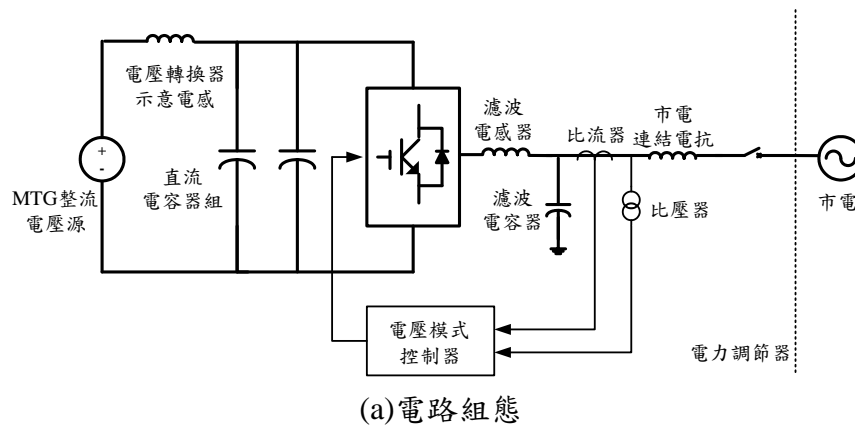 電壓轉換器
示意電感
+
-
MTG整流
電壓源
直流
電容器組
濾波
電感器
濾波
電容器
比流器
市電
連結電抗
比壓器
市電
電壓模式
控制器
電力調節器
(a)電路組態